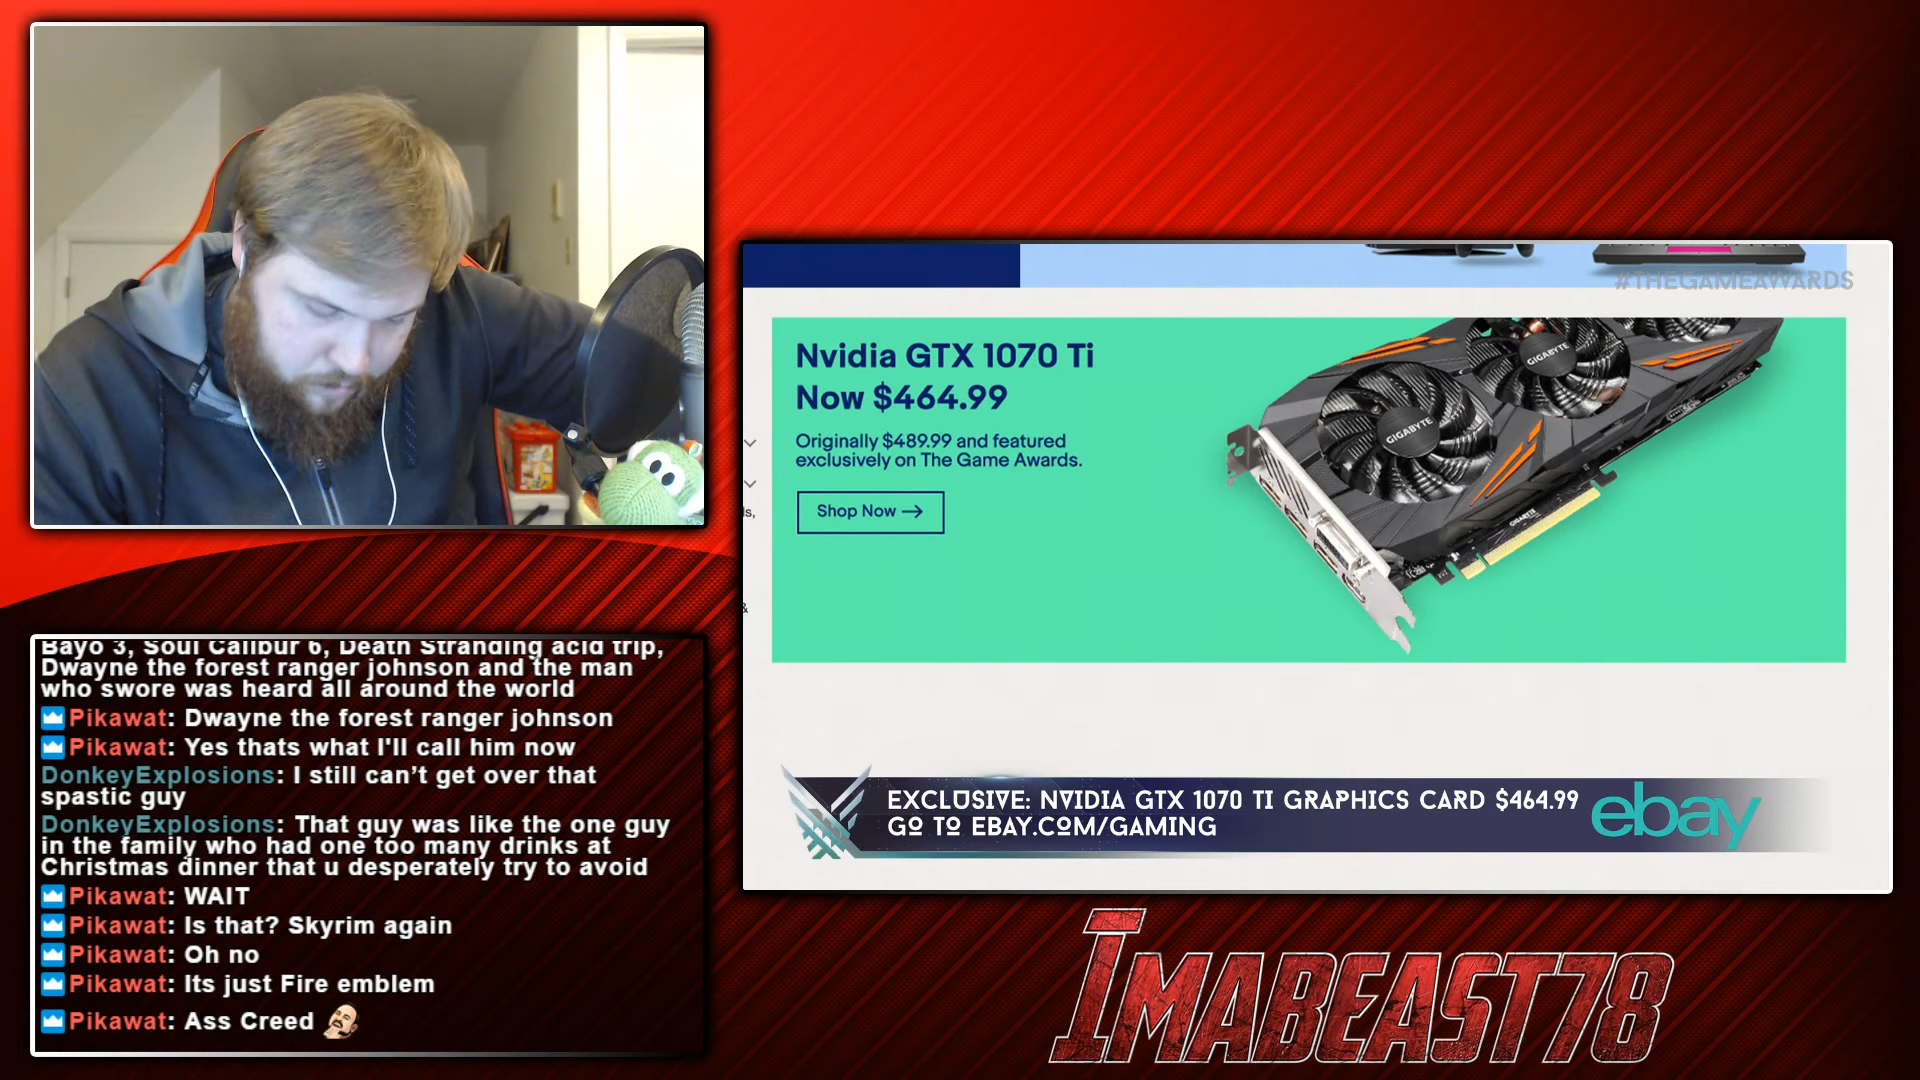 #THEGAMEAWARDS
Nvidia GTX 1070 Ti
Now $464.99
Originally $489.99 and featured
exclusively on The Game Awards.
Shop Now →
GIGABYTE
GIGABYTE
GIGABYTE
ls,
&
EXCLUSIVE: NVIDIA GTX 1070 TI GRAPHICS CARD $464.99
GO TO EBAY.COM/GAMING
ebay
Bayo 3, Soul Calibur 6, Death Stranding acid trip,
Dwayne the forest ranger johnson and the man
who swore was heard all around the world
Pikawat: Dwayne the forest ranger johnson
Pikawat: Yes thats what I'll call him now
DonkeyExplosions: I still can’t get over that
spastic guy
DonkeyExplosions: That guy was like the one guy
in the family who had one too many drinks at
Christmas dinner that u desperately try to avoid
Pikawat: WAIT
Pikawat: Is that? Skyrim again
Pikawat: Oh no
Pikawat: Its just Fire emblem
Pikawat: Ass Creed
IMABEAST78